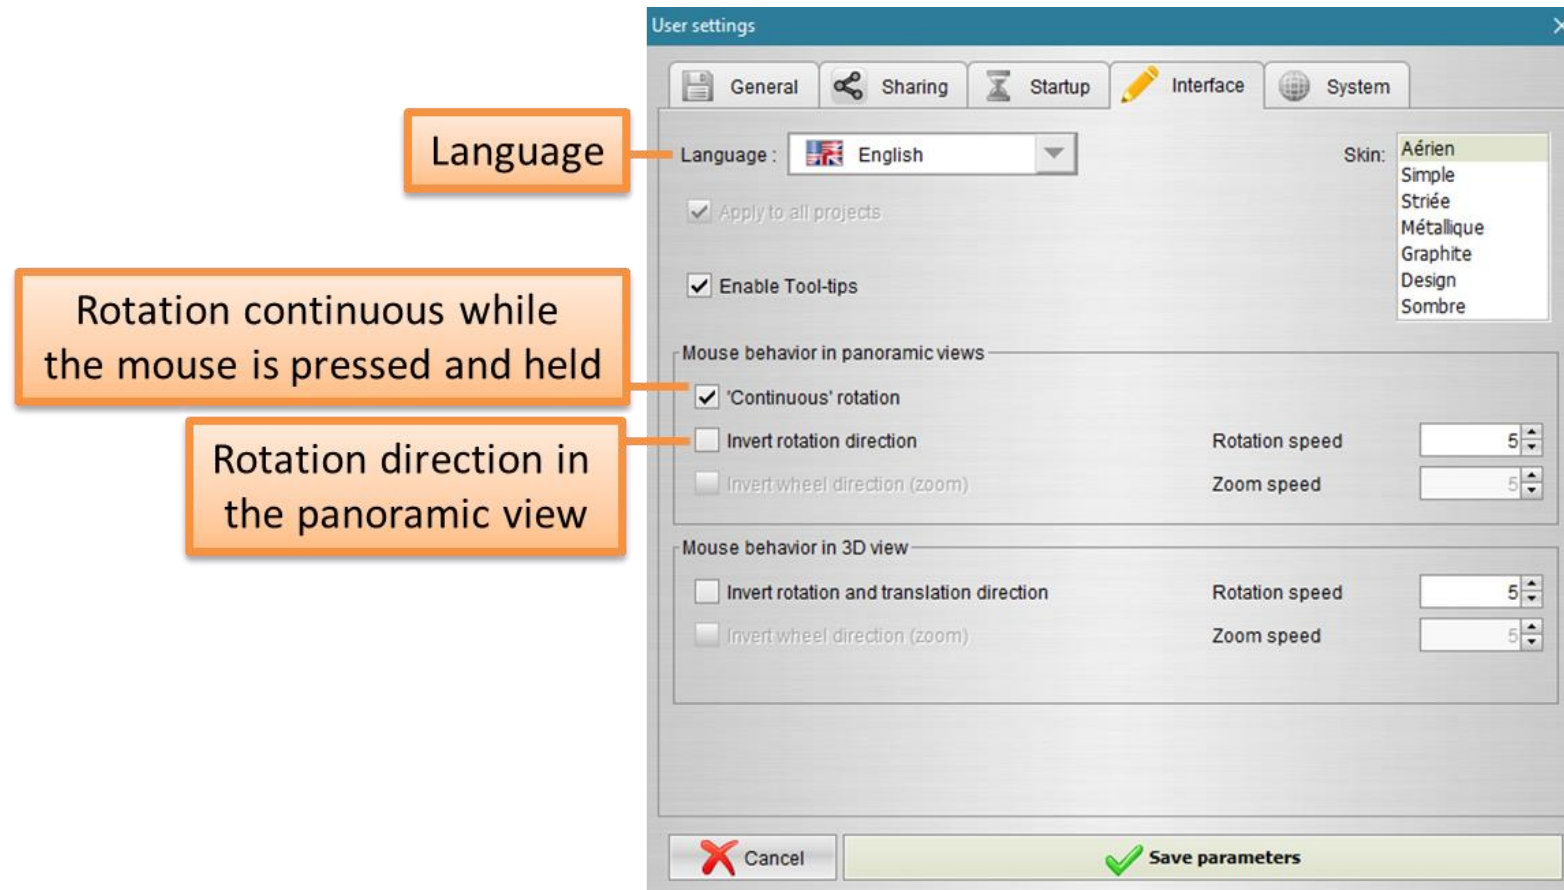 User settings
General
Sharing
Startup
Interface
System
Language
Language :
English
Skin:
Aérien
Simple
Striée
Métallique
Graphite
Design
Sombre
Apply to all projects
Enable Tool-tips
Rotation continuous while
the mouse is pressed and held
Mouse behavior in panoramic views
'Continuous' rotation
Rotation direction in
the panoramic view
Invert rotation direction
Rotation speed
5
Invert wheel direction (zoom)
Zoom speed
5
Mouse behavior in 3D view
Invert rotation and translation direction
Rotation speed
5
Invert wheel direction (zoom)
Zoom speed
5
Cancel
Save parameters